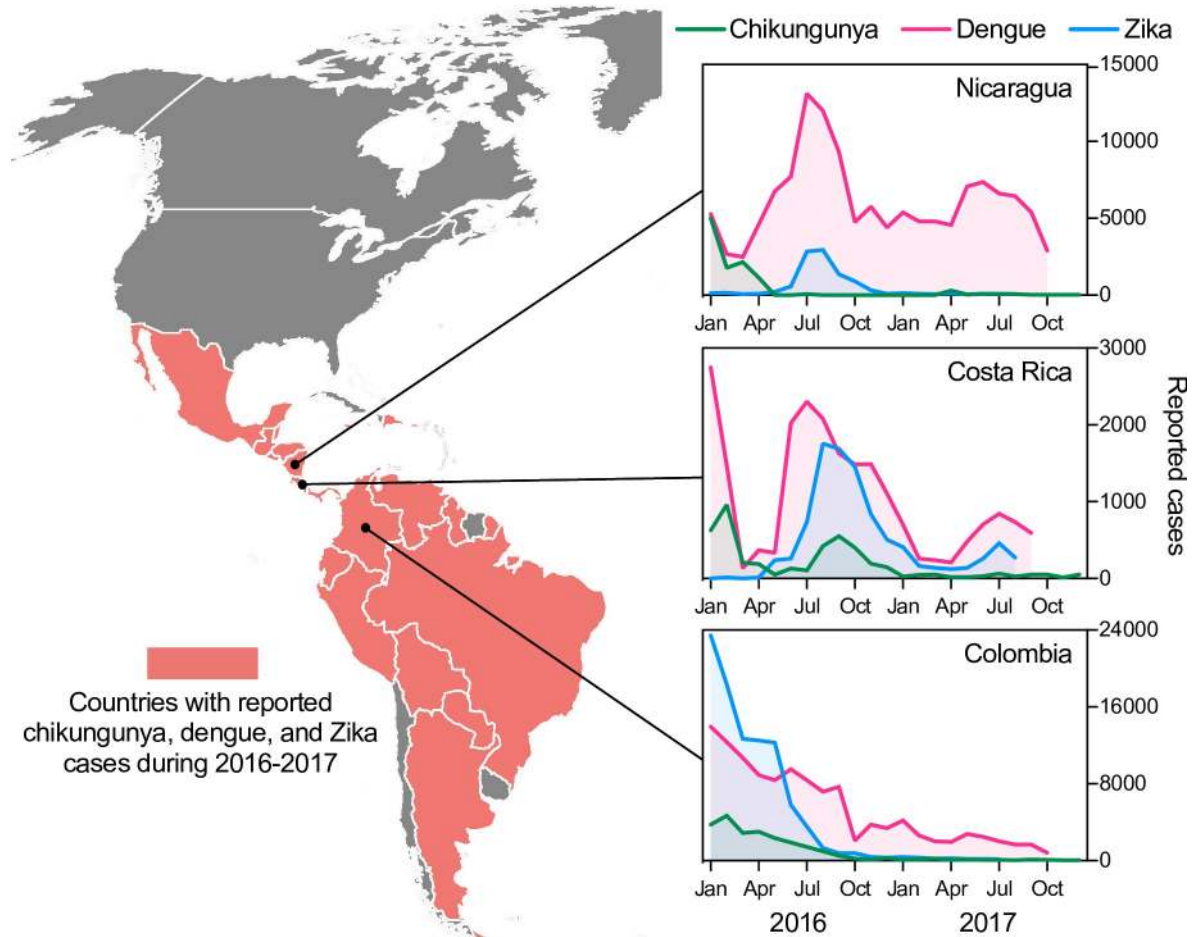 Chikungunya Dengue Zika
Nicaragua
15000
10000
5000
0
Jan Apr Jul Oct Jan Apr Jul Oct
Costa Rica
3000
2000
1000
0
Jan Apr Jul Oct Jan Apr Jul Oct
Colombia
24000
16000
8000
0
Jan Apr Jul Oct Jan Apr Jul Oct
2016 2017
Reported cases
Countries with reported
chikungunya, dengue, and Zika
cases during 2016-2017